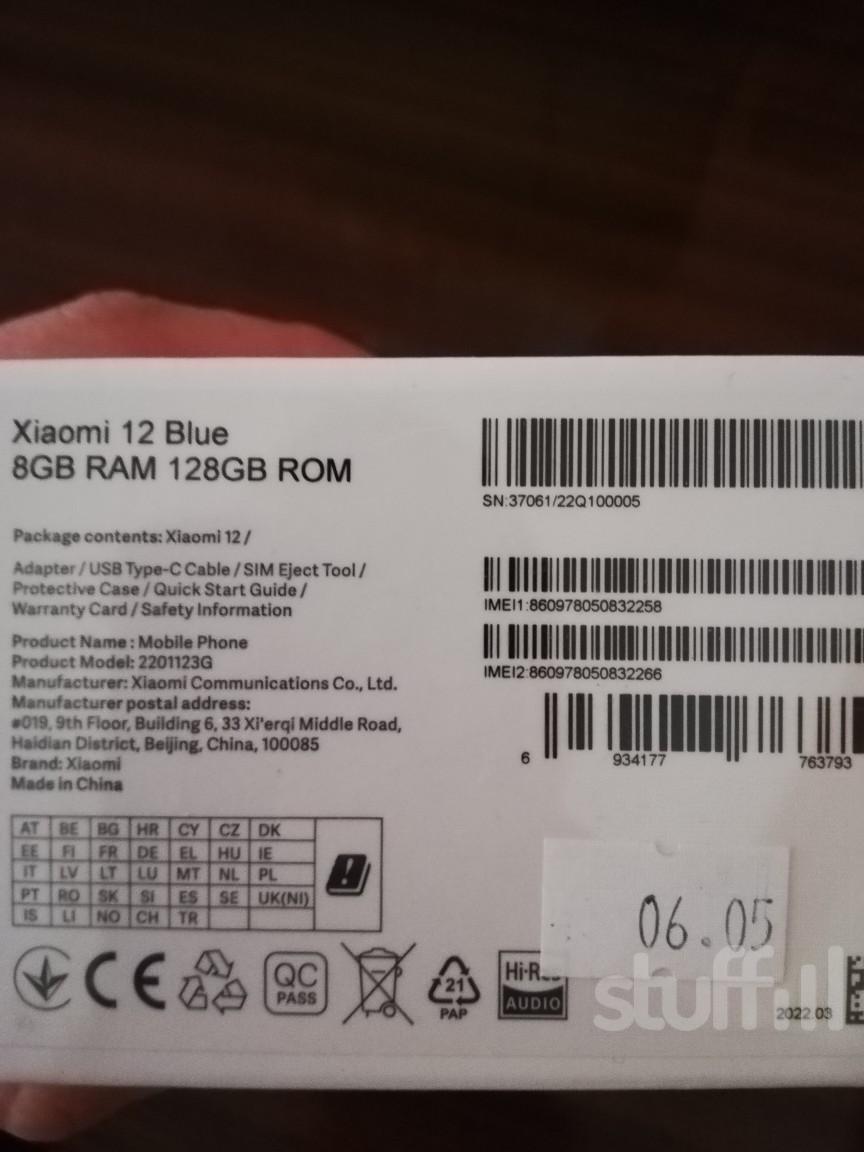 Xiaomi 12 Blue
8GB RAM 128GB ROM
Package contents: Xiaomi 12 /
Adapter / USB Type-C Cable / SIM Eject Tool /
Protective Case / Quick Start Guide /
Warranty Card / Safety Information
Product Name : Mobile Phone
Product Model: 2201123G
Manufacturer: Xiaomi Communications Co., Ltd.
Manufacturer postal address:
#019, 9th Floor, Building 6, 33 Xi'erqi Middle Road,
Haidian District, Beijing, China, 100085
Brand: Xiaomi
Made in China
SN:37061/22Q100005
IMEI1:860978050832258
IMEI2:860978050832266
6 934177 763793
AT BE BG HR CY CZ DK
EE FI FR DE EL HU IE
IT LV LT LU MT NL PL
PT RO SK SI ES SE UK(NI)
IS LI NO CH TR
06.05
CE
QC
PASS
21
PAP
Hi-Res
AUDIO
2022.03